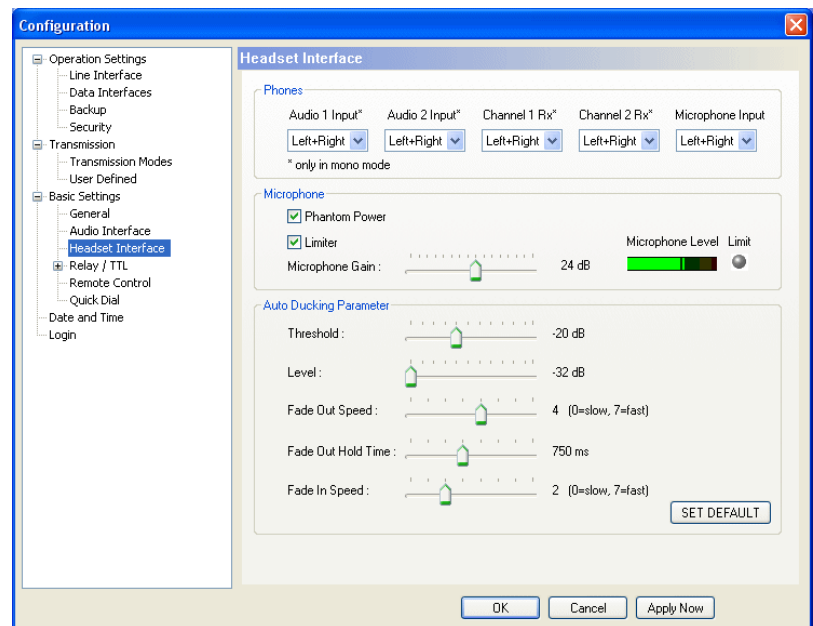 Configuration
Operation Settings
Line Interface
Data Interfaces
Backup
Security
Transmission
Transmission Modes
User Defined
Basic Settings
General
Audio Interface
Headset Interface
Relay / TTL
Remote Control
Quick Dial
Date and Time
Login
Headset Interface
Phones
Audio 1 Input* Audio 2 Input* Channel 1 Rx* Channel 2 Rx* Microphone Input
Left+Right Left+Right Left+Right Left+Right Left+Right
* only in mono mode
Microphone
Phantom Power
Limiter
Microphone Level Limit
Microphone Gain : 24 dB
Auto Ducking Parameter
Threshold : -20 dB
Level : -32 dB
Fade Out Speed : 4 (0=slow, 7=fast)
Fade Out Hold Time : 750 ms
Fade In Speed : 2 (0=slow, 7=fast)
SET DEFAULT
OK Cancel Apply Now